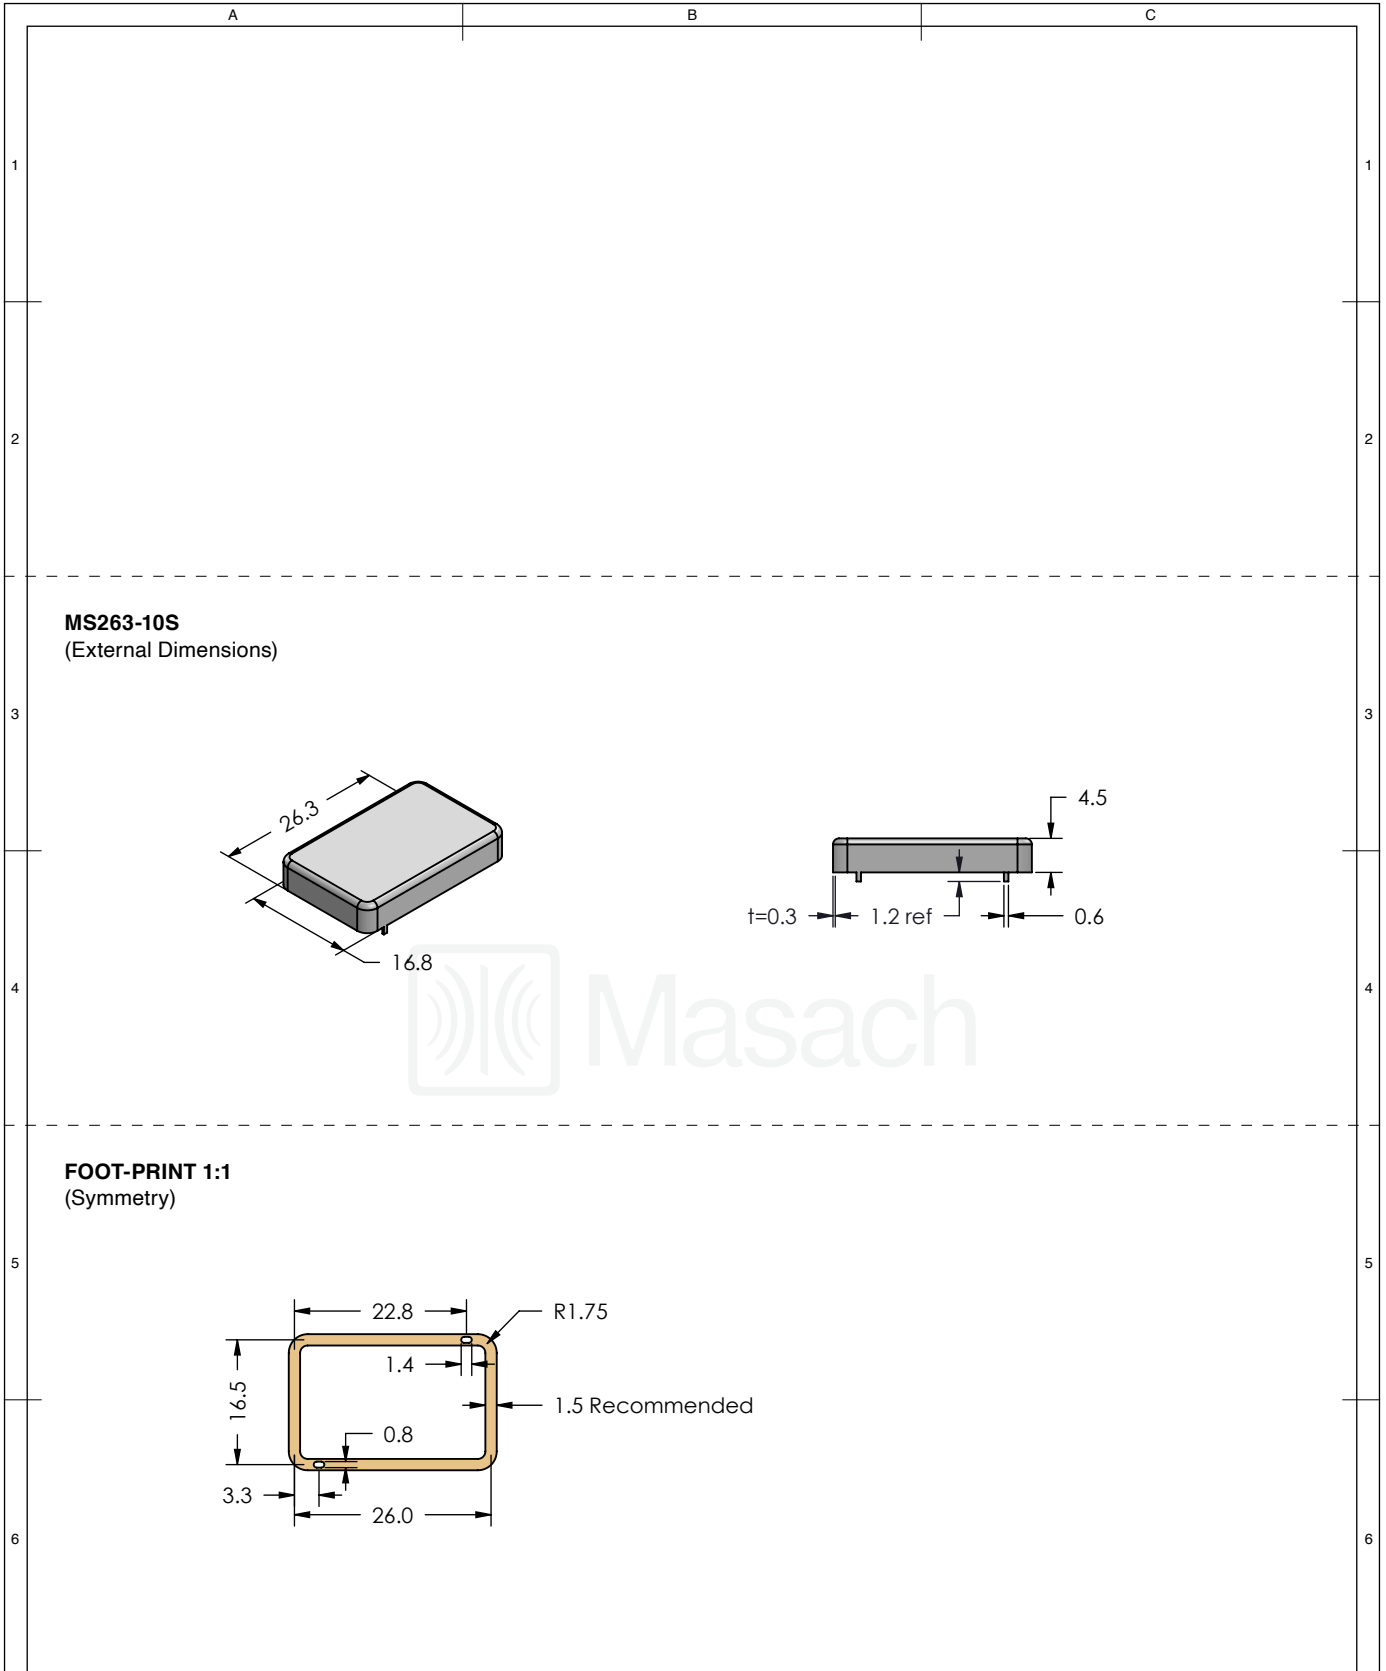 A
B
C
1
1
2
2
MS263-10S
(External Dimensions)
3
3
26.3
16.8
4.5
t=0.3
1.2 ref
0.6
Masach
4
4
FOOT-PRINT 1:1
(Symmetry)
5
5
22.8
R1.75
1.4
16.5
1.5 Recommended
0.8
3.3
26.0
6
6